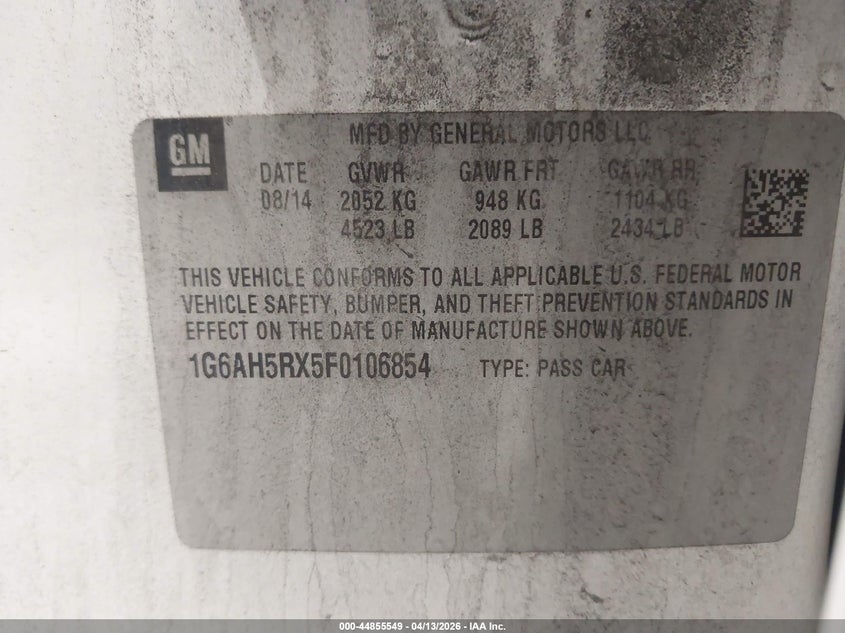 GM
MFD BY GENERAL MOTORS LLC
DATE GVWR GAWR FRT GAWR RR
08/14 2052 KG 948 KG 1104 KG
4523 LB 2089 LB 2434 LB
THIS VEHICLE CONFORMS TO ALL APPLICABLE U.S. FEDERAL MOTOR
VEHICLE SAFETY, BUMPER, AND THEFT PREVENTION STANDARDS IN
EFFECT ON THE DATE OF MANUFACTURE SHOWN ABOVE.
1G6AH5RX5F0106854 TYPE: PASS CAR
000-44855549 - 04/13/2026 - IAA Inc.